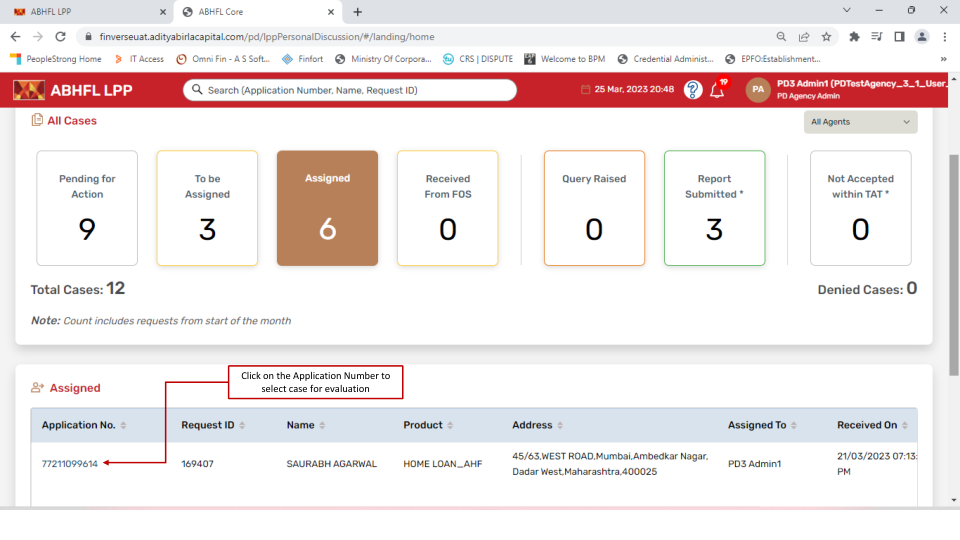 ABHFL LPP
ABHFL Core
finverseuat.adityabirlacapital.com/pd/lppPersonalDiscussion/#/landing/home
PeopleStrong Home
IT Access
Omni Fin - A S Soft...
Finfort
Ministry Of Corpora...
CRS | DISPUTE
Welcome to BPM
Credential Administ...
EPFO:Establishment...
ABHFL LPP
Search (Application Number, Name, Request ID)
25 Mar, 2023 20:48
19
PA
PD3 Admin1 (PDTestAgency_3_1_User_
PD Agency Admin
All Cases
All Agents
Pending for
Action
9
To be
Assigned
3
Assigned
6
Received
From FOS
0
Query Raised
0
Report
Submitted *
3
Not Accepted
within TAT *
0
Total Cases: 12
Denied Cases: 0
Note: Count includes requests from start of the month
Click on the Application Number to
select case for evaluation
Assigned
Application No. Request ID Name Product Address Assigned To Received On
77211099614 169407 SAURABH AGARWAL HOME LOAN_AHF 45/63,WEST ROAD,Mumbai,Ambedkar Nagar, PD3 Admin1 21/03/2023 07:13:
Dadar West,Maharashtra,400025 PM